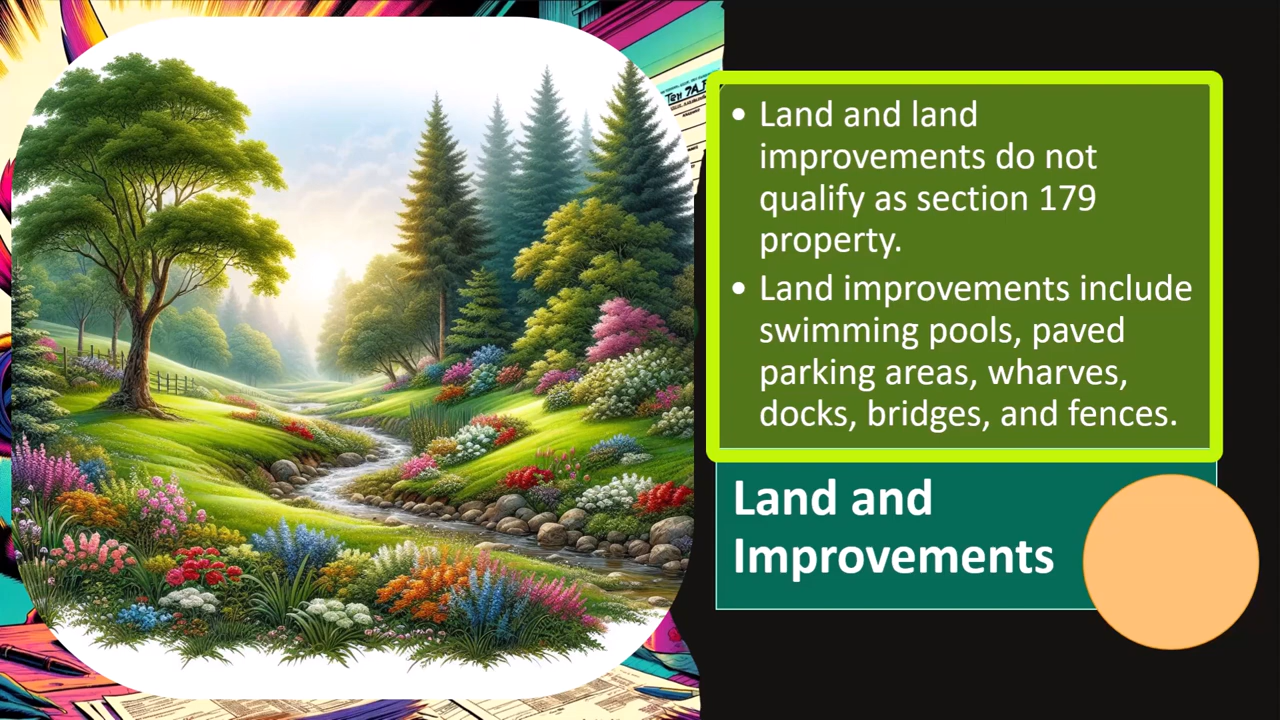 • Land and land
improvements do not
qualify as section 179
property.
• Land improvements include
swimming pools, paved
parking areas, wharves,
docks, bridges, and fences.
Land and
Improvements